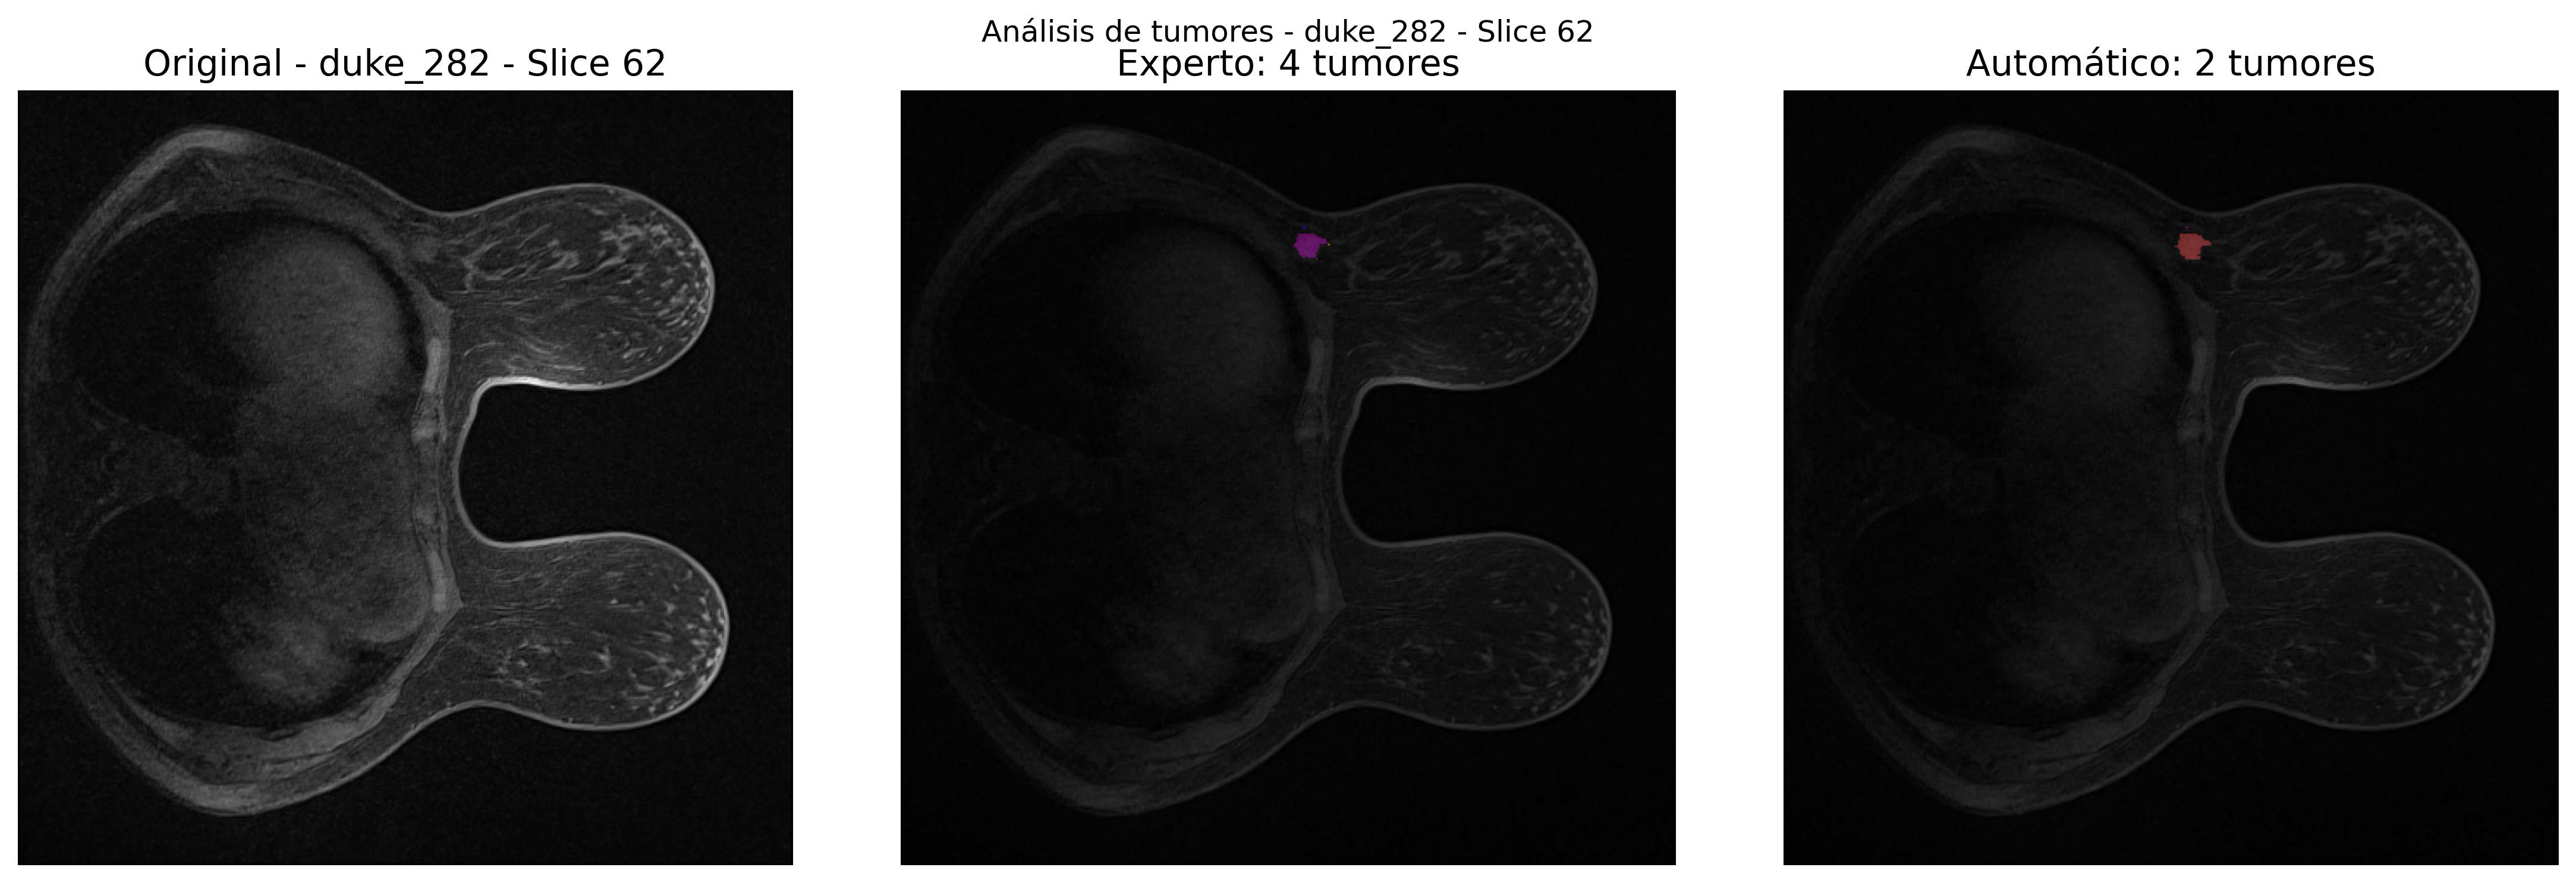 Análisis de tumores - duke_282 - Slice 62
Original - duke_282 - Slice 62
Experto: 4 tumores
Automático: 2 tumores